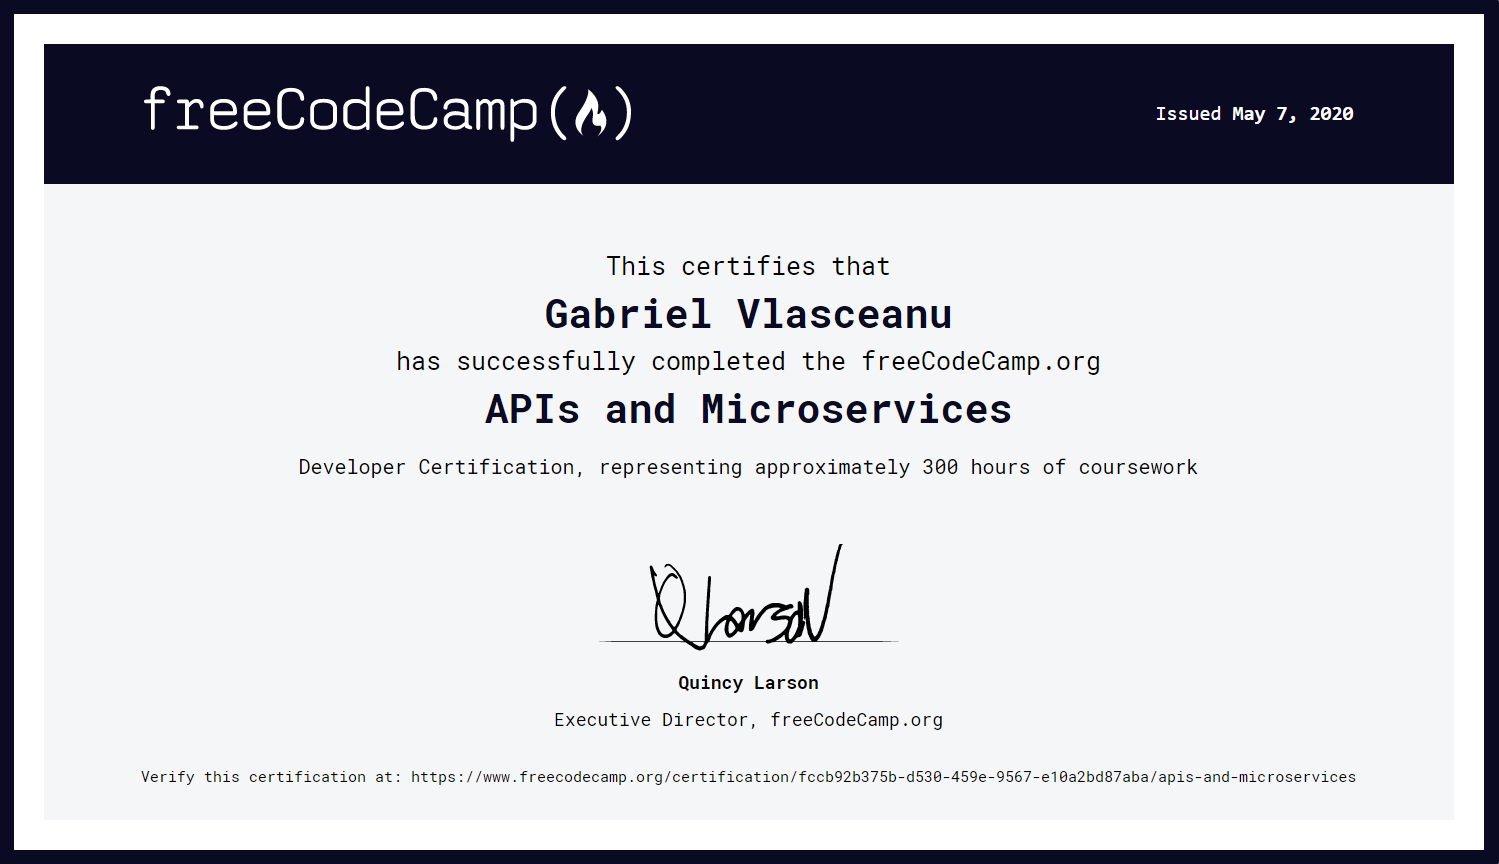 freeCodeCamp
Issued May 7, 2020
This certifies that
Gabriel Vlasceanu
has successfully completed the freeCodeCamp.org
APIs and Microservices
Developer Certification, representing approximately 300 hours of coursework
Q Larson
Quincy Larson
Executive Director, freeCodeCamp.org
Verify this certification at: https://www.freecodecamp.org/certification/fccb92b375b-d530-459e-9567-e10a2bd87aba/apis-and-microservices